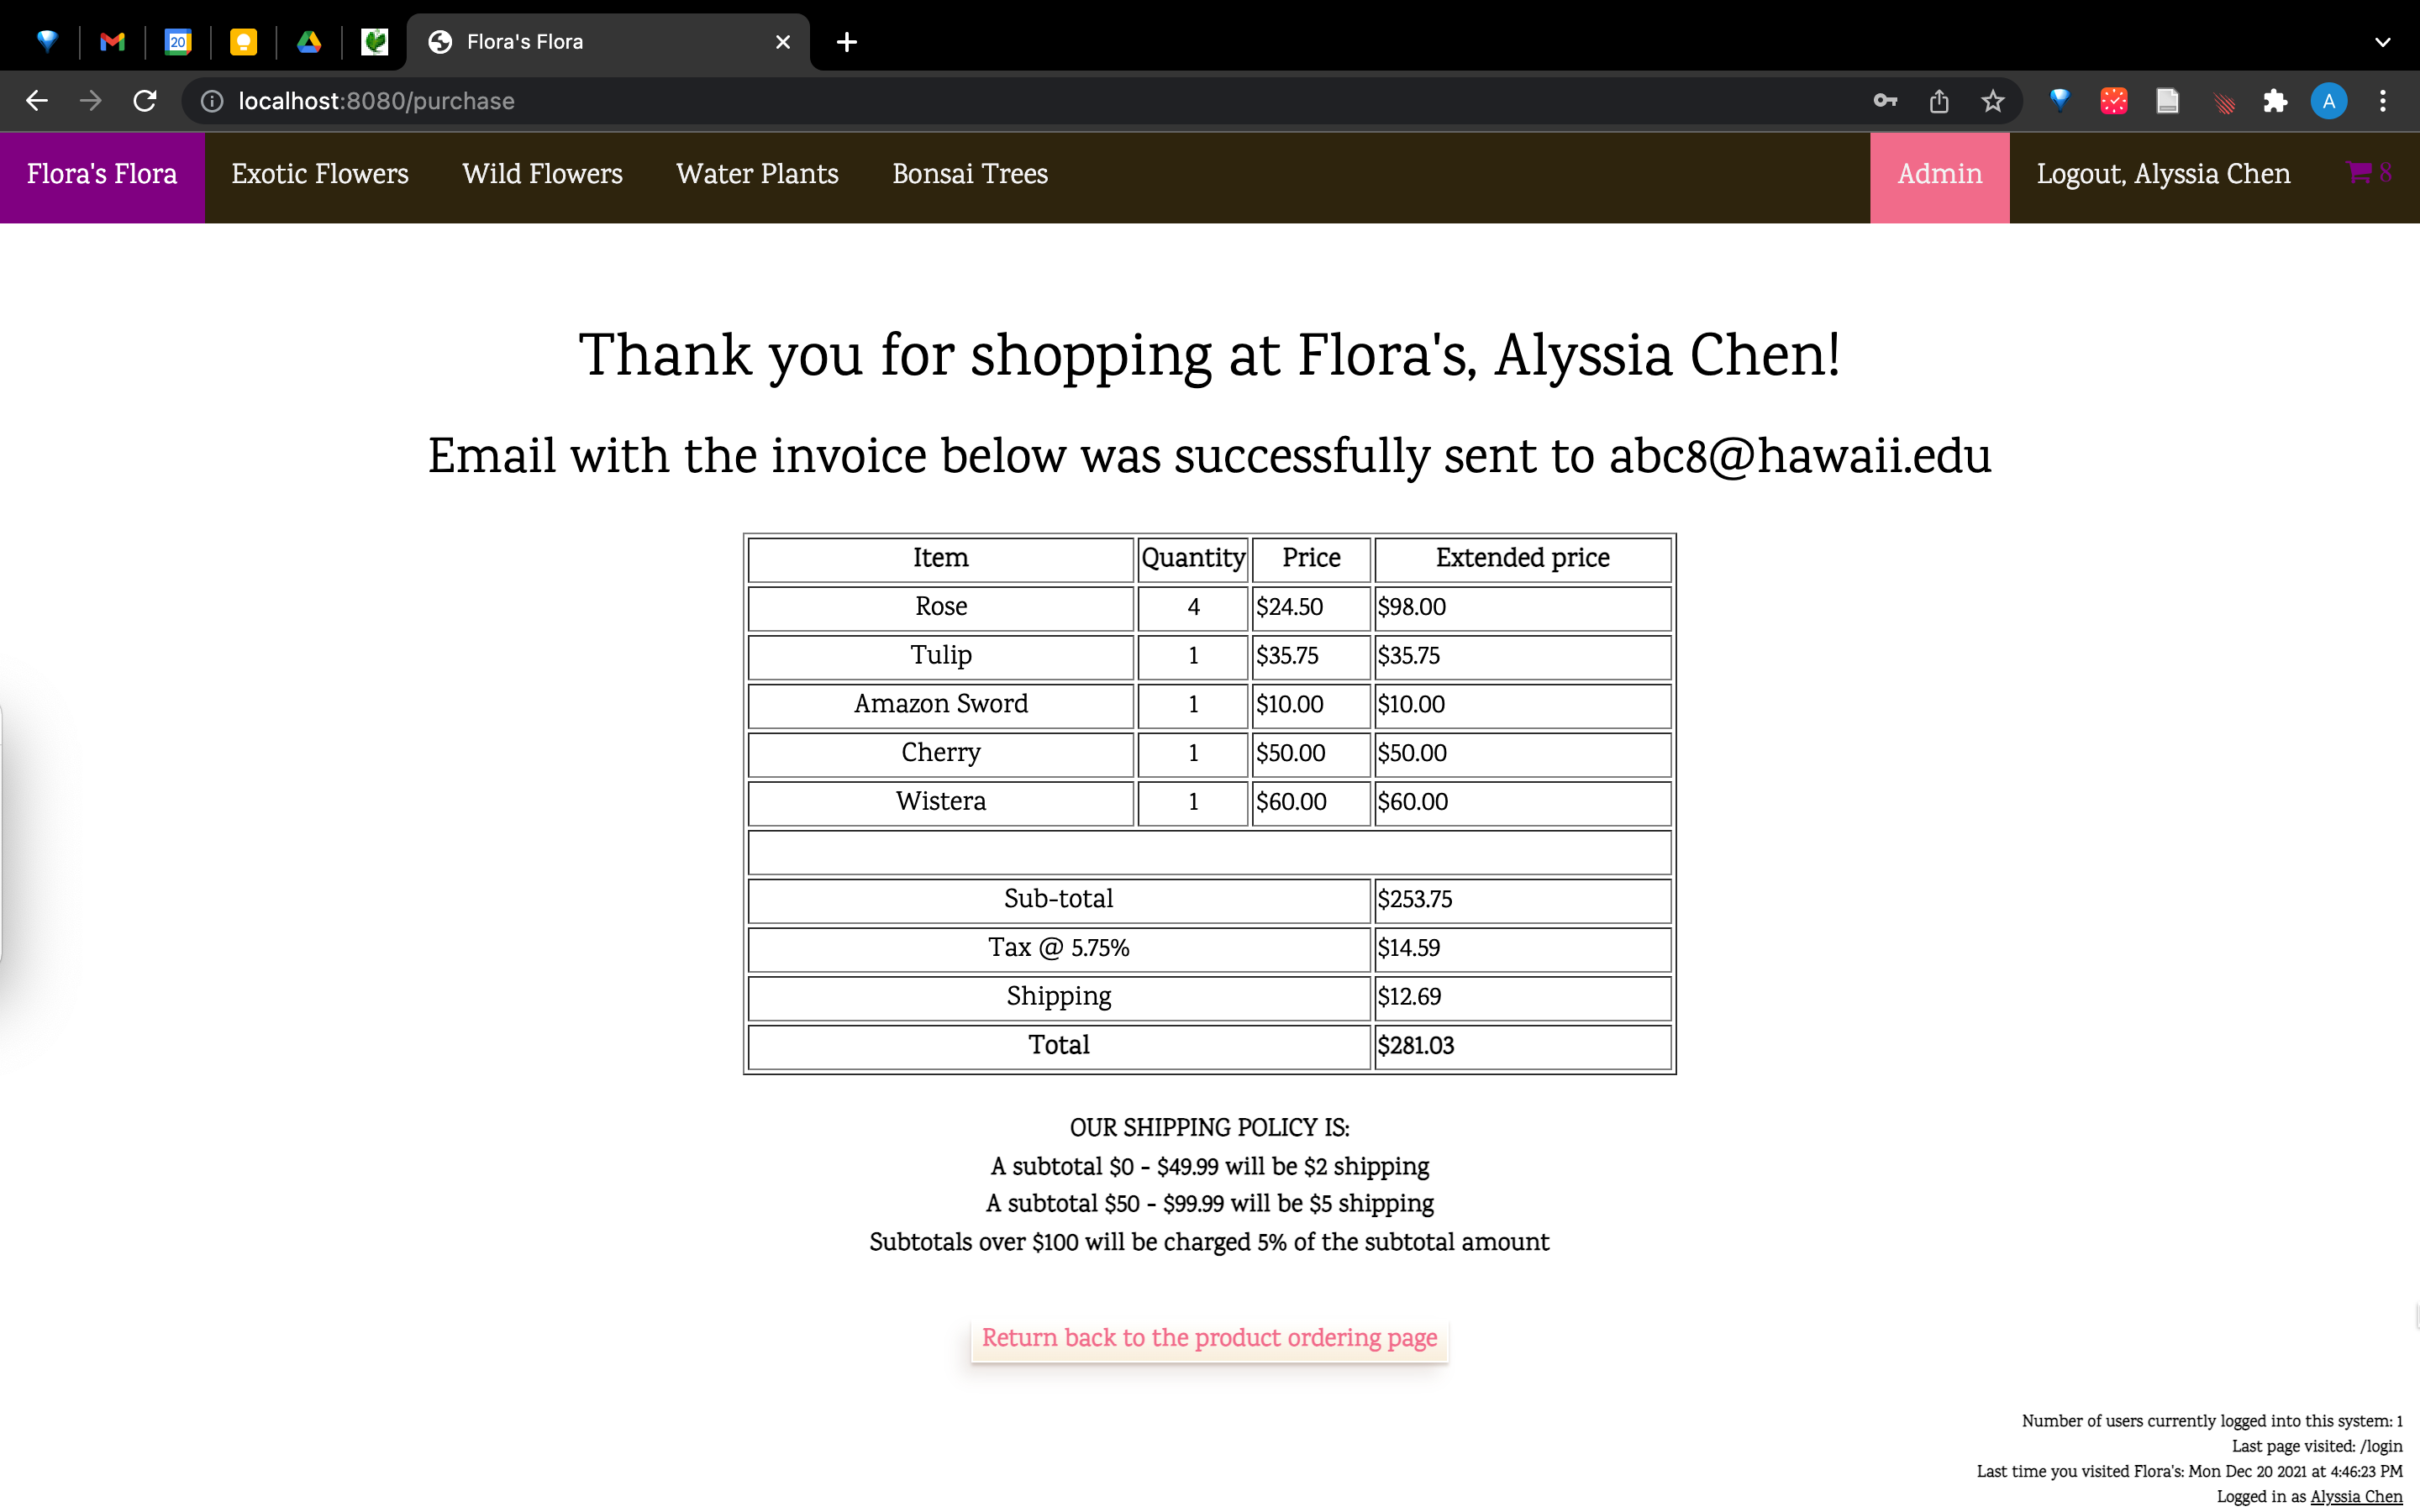 20
Flora's Flora
localhost:8080/purchase
A
Flora's Flora Exotic Flowers Wild Flowers Water Plants Bonsai Trees Admin Logout, Alyssia Chen 8
Thank you for shopping at Flora's, Alyssia Chen!
Email with the invoice below was successfully sent to abc8@hawaii.edu
Item Quantity Price Extended price
Rose 4 $24.50 $98.00
Tulip 1 $35.75 $35.75
Amazon Sword 1 $10.00 $10.00
Cherry 1 $50.00 $50.00
Wistera 1 $60.00 $60.00
Sub-total $253.75
Tax @ 5.75% $14.59
Shipping $12.69
Total $281.03
OUR SHIPPING POLICY IS:
A subtotal $0 - $49.99 will be $2 shipping
A subtotal $50 - $99.99 will be $5 shipping
Subtotals over $100 will be charged 5% of the subtotal amount
Return back to the product ordering page
Number of users currently logged into this system: 1
Last page visited: /login
Last time you visited Flora's: Mon Dec 20 2021 at 4:46:23 PM
Logged in as Alyssia Chen